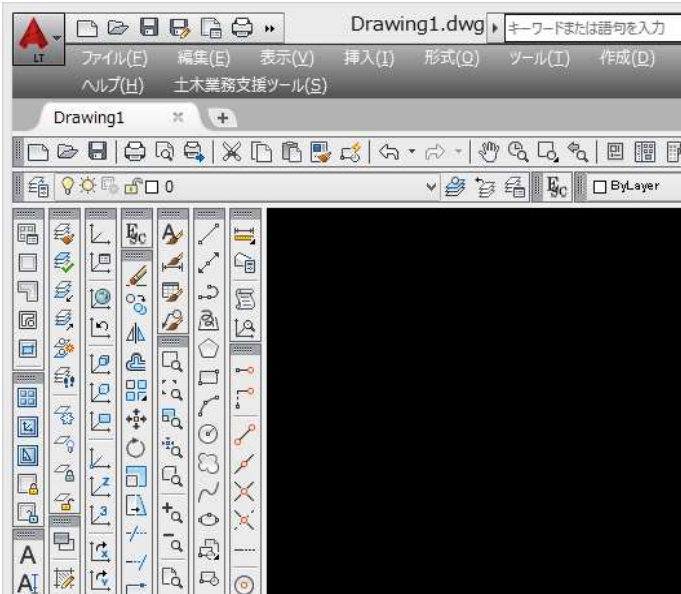 Drawing1.dwg キーワードまたは語句を入力
LT
ファイル(F) 編集(E) 表示(V) 挿入(I) 形式(O) ツール(T) 作成(D)
ヘルプ(H) 土木業務支援ツール(S)
Drawing1
0 ESC ByLayer
ESC